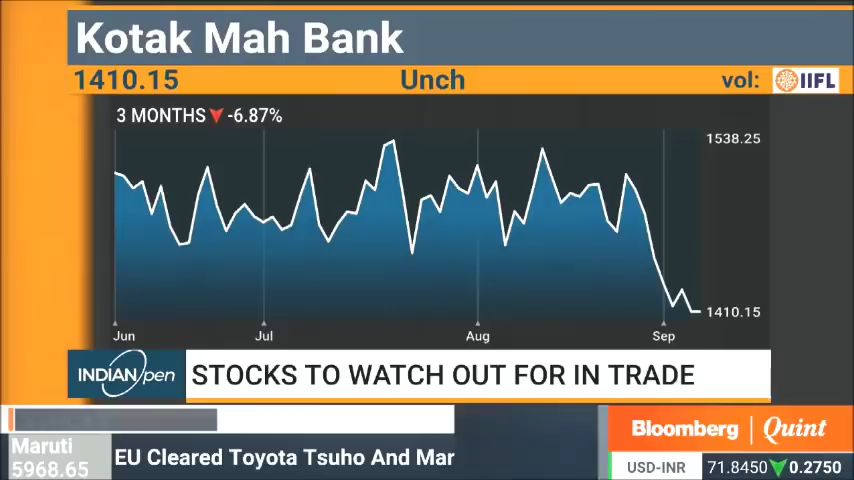 Kotak Mah Bank
1410.15 Unch vol: IIFL
3 MONTHS -6.87%
1538.25
1410.15
Jun Jul Aug Sep
INDIAN open STOCKS TO WATCH OUT FOR IN TRADE
Bloomberg | Quint
Maruti
5968.65
EU Cleared Toyota Tsuho And Mar
USD-INR 71.8450 0.2750